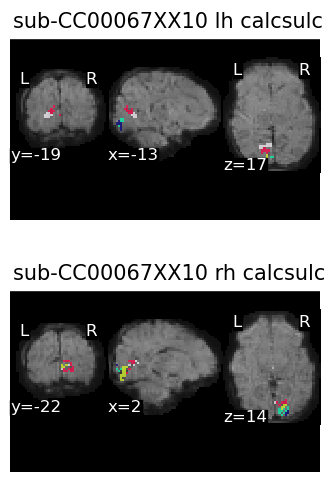 sub-CC00067XX10 lh calcsulc
L R
L R
y=-19 x=-13 z=17
sub-CC00067XX10 rh calcsulc
L R
L R
y=-22 x=2 z=14